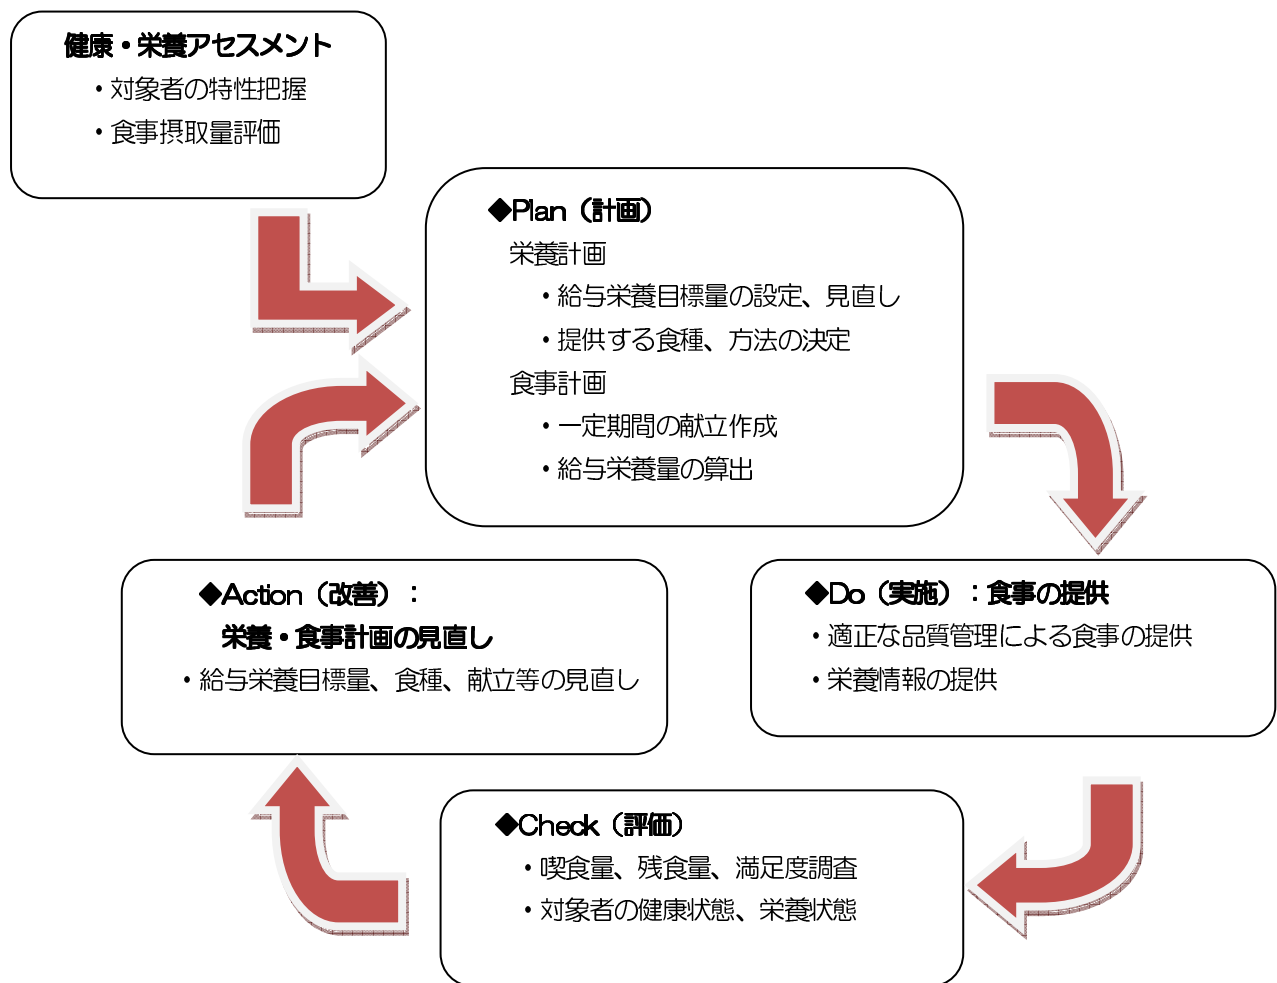 健康・栄養アセスメント
・対象者の特性把握
・食事摂取量評価
◆Plan（計画）
栄養計画
・給与栄養目標量の設定、見直し
・提供する食種、方法の決定
食事計画
・一定期間の献立作成
・給与栄養量の算出
◆Do（実施）：食事の提供
・適正な品質管理による食事の提供
・栄養情報の提供
◆Check（評価）
・喫食量、残食量、満足度調査
・対象者の健康状態、栄養状態
◆Action（改善）：
栄養・食事計画の見直し
・給与栄養目標量、食種、献立等の見直し